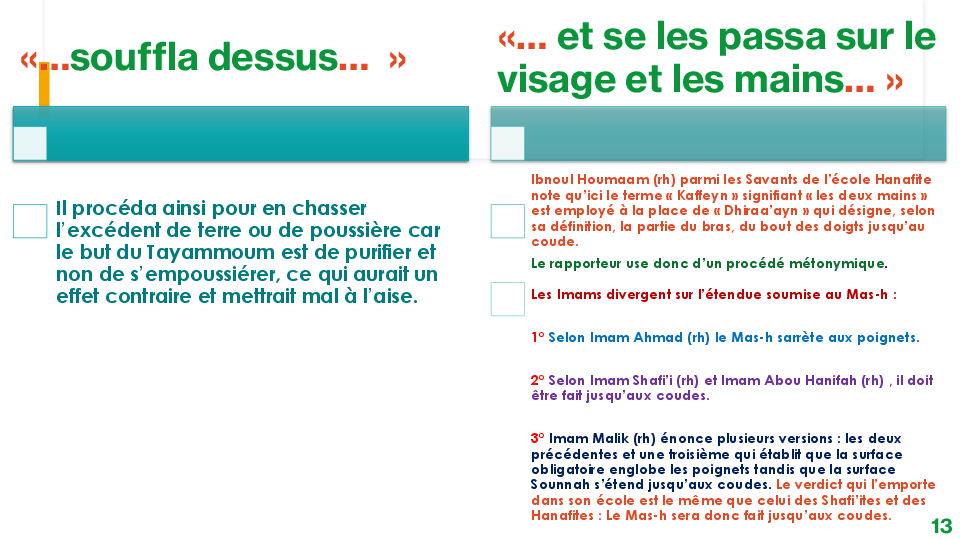 «...souffla dessus... »
Il procéda ainsi pour en chasser
l'excédent de terre ou de poussière car
le but du Tayammoum est de purifier et
non de s'empoussiérer, ce qui aurait un
effet contraire et mettrait mal à l'aise.
«... et se les passa sur le
visage et les mains... »
Ibnoul Houmaam (rh) parmi les Savants de l'école Hanafite
note qu'ici le terme « Kaffeyn » signifiant « les deux mains »
est employé à la place de « Dhiraa'ayn » qui désigne, selon
sa définition, la partie du bras, du bout des doigts jusqu'au
coude.
Le rapporteur use donc d'un procédé métonymique.
Les Imams divergent sur l'étendue soumise au Mas-h :
1° Selon Imam Ahmad (rh) le Mas-h sarrète aux poignets.
2° Selon Imam Shafi'i (rh) et Imam Abou Hanifah (rh) , il doit
être fait jusqu'aux coudes.
3° Imam Malik (rh) énonce plusieurs versions : les deux
précédentes et une troisième qui établit que la surface
obligatoire englobe les poignets tandis que la surface
Sounnah s'étend jusqu'aux coudes. Le verdict qui l'emporte
dans son école est le même que celui des Shafi'ites et des
Hanafites : Le Mas-h sera donc fait jusqu'aux coudes.
13